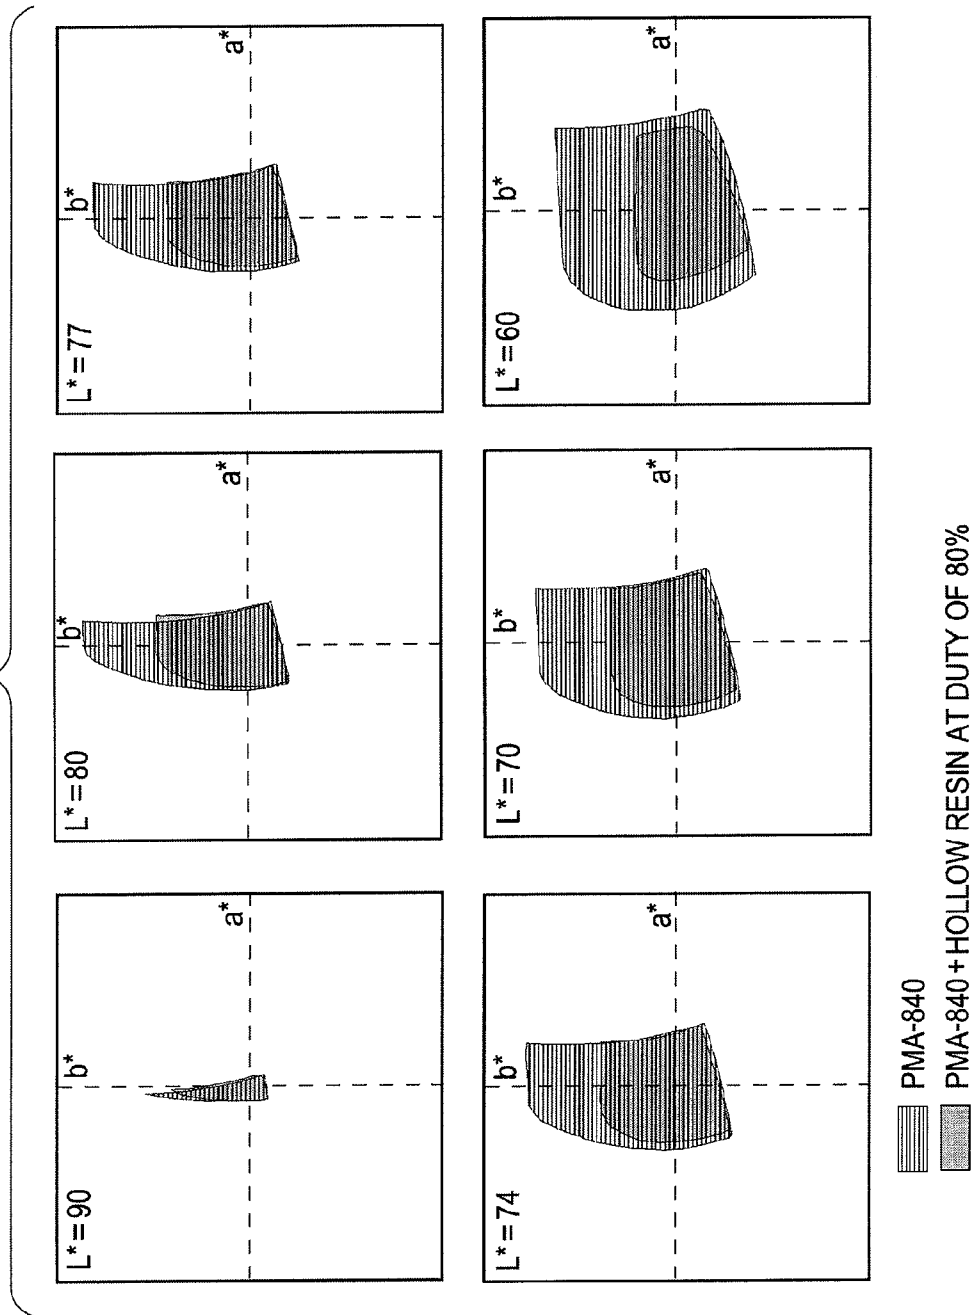 L*=90
b*
a*
L*=80
b*
a*
L*=77
b*
a*
L*=74
b*
a*
L*=70
b*
a*
L*=60
b*
a*
PMA-840
PMA-840+HOLLOW RESIN AT DUTY OF 80%